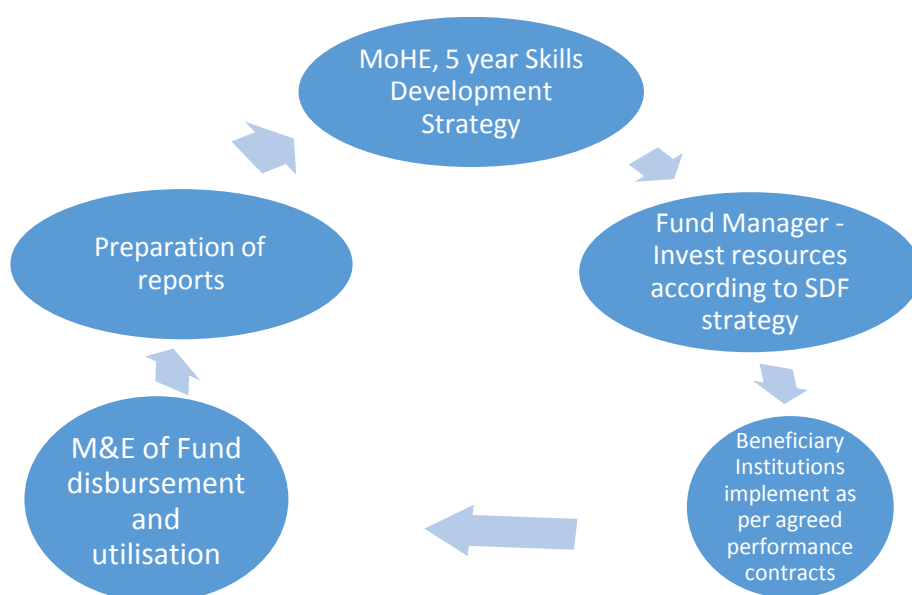 MoHE, 5 year Skills
Development
Strategy
Fund Manager -
Invest resources
according to SDF
strategy
Beneficiary
Institutions
implement as
per agreed
performance
contracts
M&E of Fund
disbursement
and
utilisation
Preparation of
reports